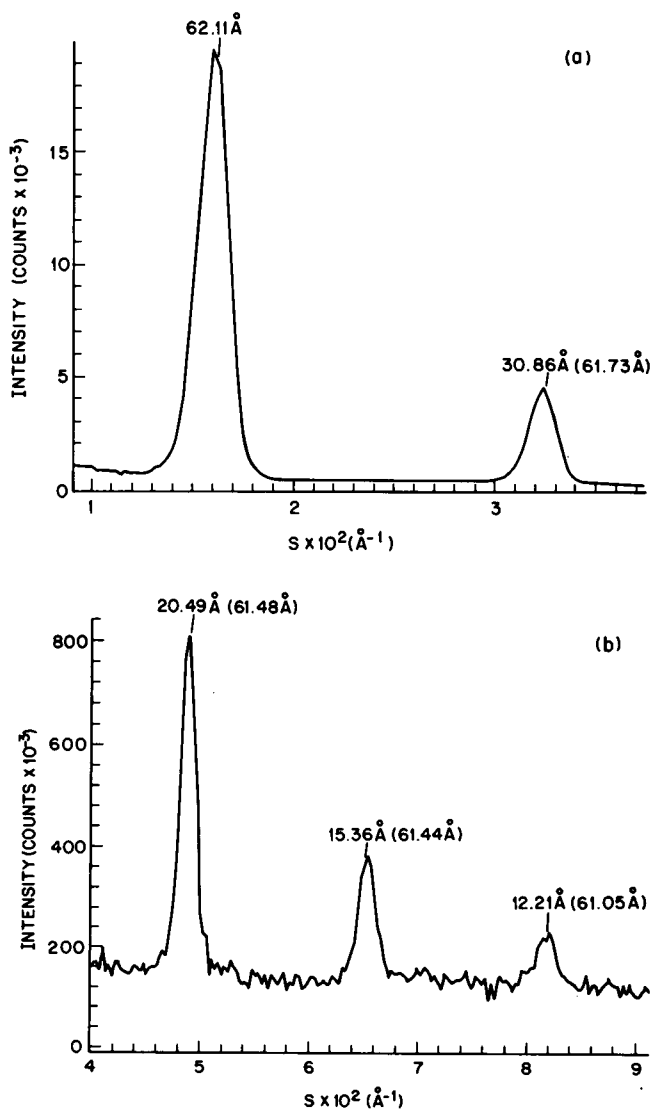 62.11Å
(a)
INTENSITY (COUNTS × 10⁻³)
15
10
5
0
30.86Å (61.73Å)
1
2
3
S × 10² (Å⁻¹)
20.49Å (61.48Å)
(b)
INTENSITY (COUNTS × 10⁻³)
800
600
400
200
0
15.36Å (61.44Å)
12.21Å (61.05Å)
4
5
6
7
8
9
S × 10² (Å⁻¹)